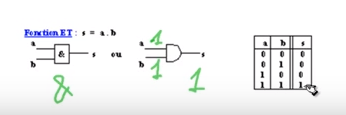 Fonction ET : s = a . b
a
b
&
s
ou
a
b
s
1
1
1
&
a b s
0 0 0
0 1 0
1 0 0
1 1 1